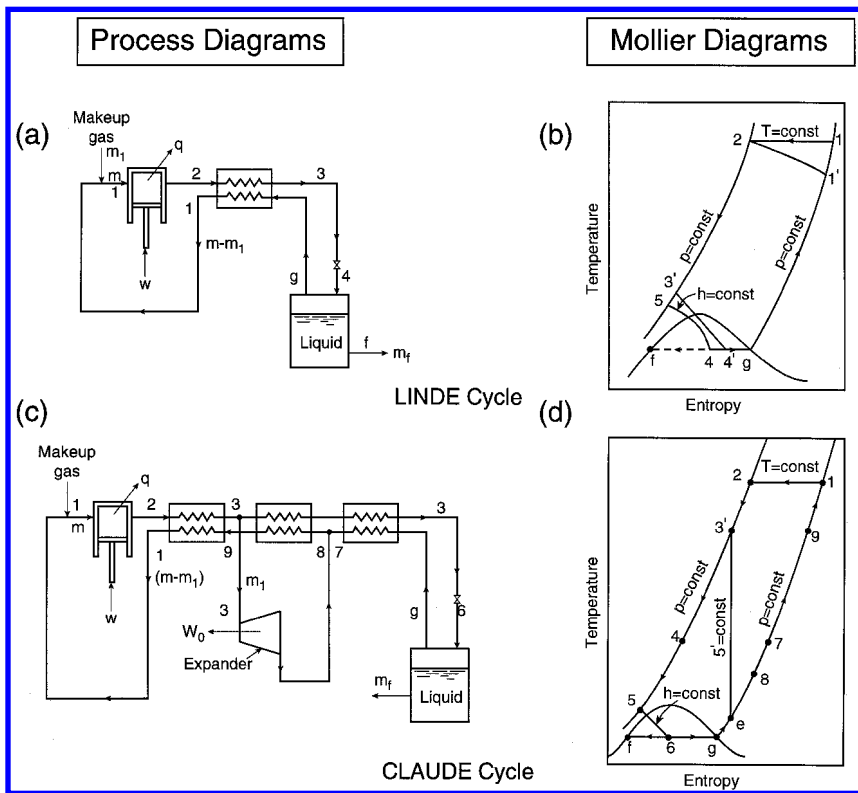 Process Diagrams
Mollier Diagrams
(a)
Makeup
gas
m₁
q
m
1
2
3
1
m-m₁
w
g
4
Liquid
f
m_f
LINDE Cycle
(b)
Temperature
2
T=const
1
1'
p=const
p=const
3'
5
h=const
f
4
4'
g
Entropy
(c)
Makeup
gas
1
m
q
2
3
3
1
9
8
7
(m-m₁)
m₁
w
3
W₀
Expander
g
6
m_f
Liquid
CLAUDE Cycle
(d)
Temperature
2
T=const
1
3'
9
p=const
p=const
5'=const
4
7
8
5
h=const
e
f
6
g
Entropy